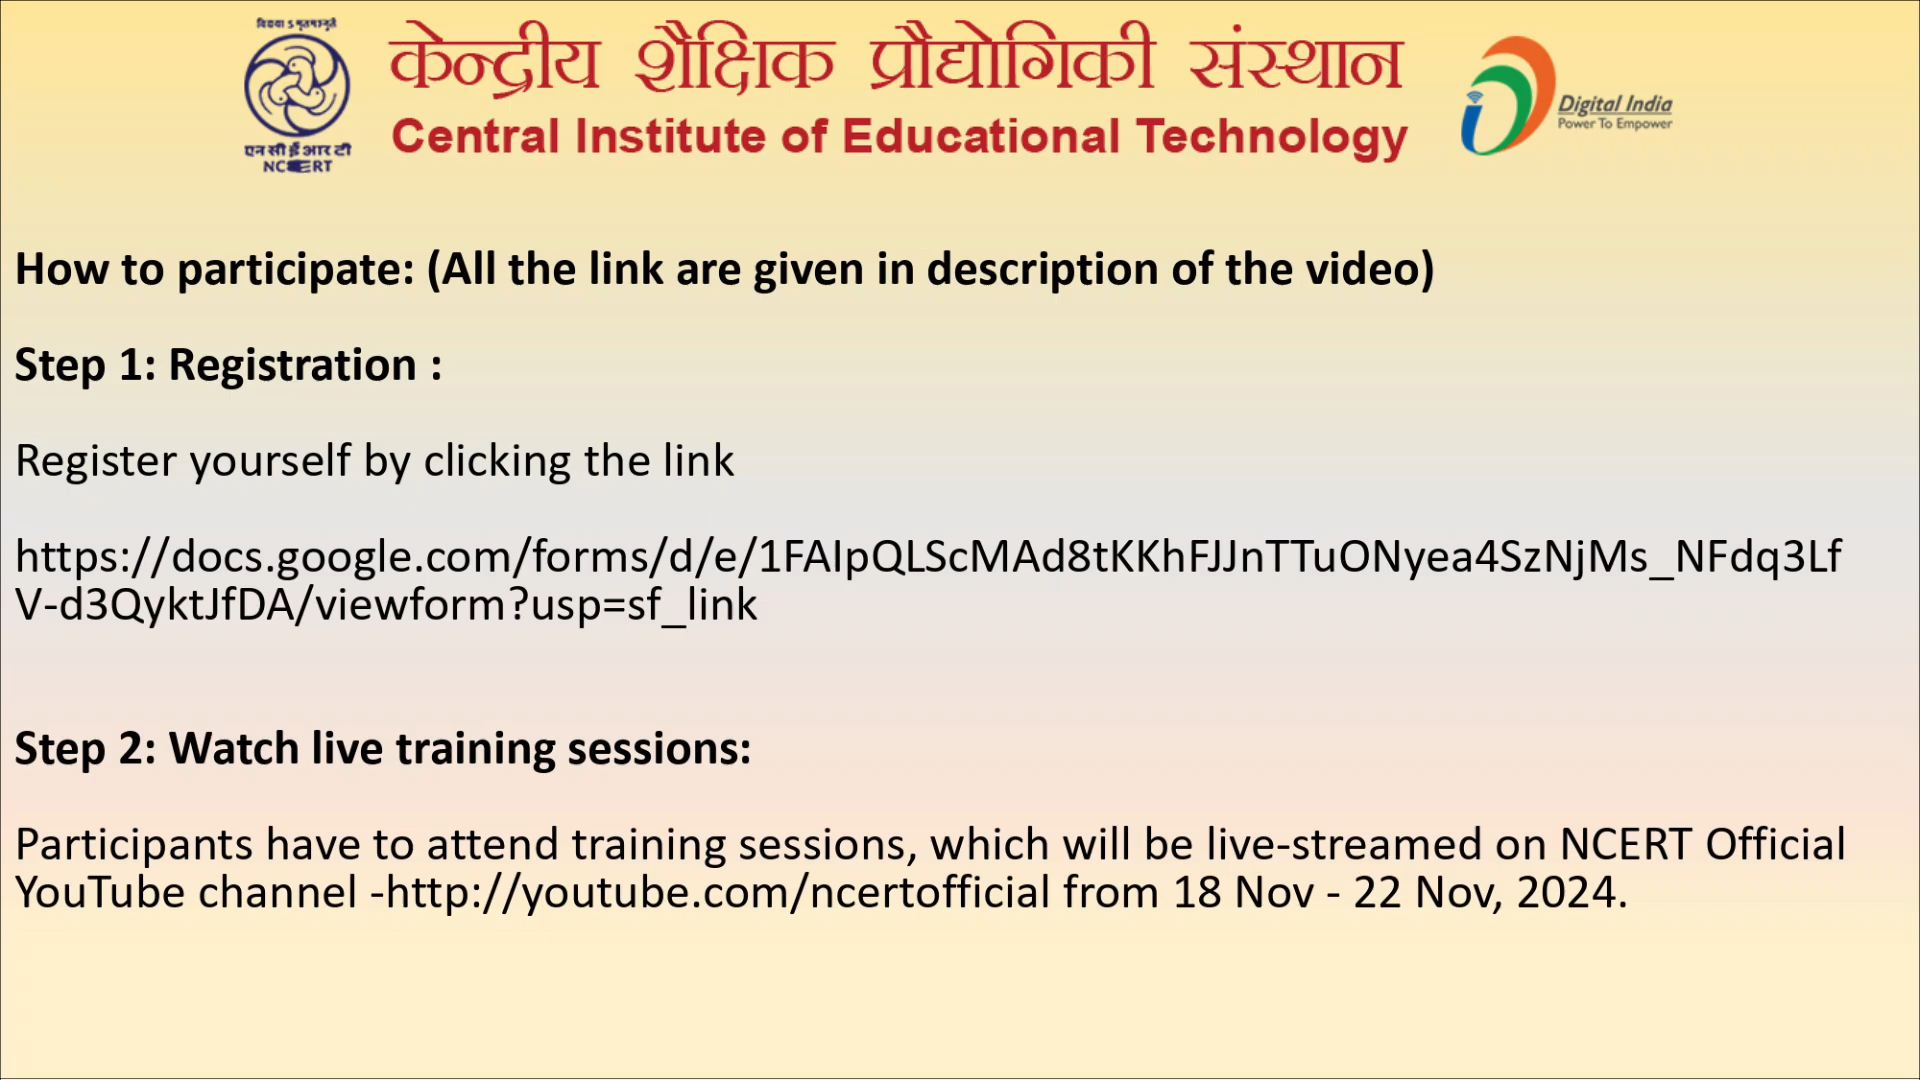 विद्यया ऽ मृतमश्नुते
एन सी ई आर टी
NCERT
केन्द्रीय शैक्षिक प्रौद्योगिकी संस्थान
Central Institute of Educational Technology
Digital India
Power To Empower
How to participate: (All the link are given in description of the video)
Step 1: Registration :
Register yourself by clicking the link
https://docs.google.com/forms/d/e/1FAIpQLScMAd8tKKhFJJnTTuONyea4SzNjMs_NFdq3Lf
V-d3QyktJfDA/viewform?usp=sf_link
Step 2: Watch live training sessions:
Participants have to attend training sessions, which will be live-streamed on NCERT Official
YouTube channel -http://youtube.com/ncertofficial from 18 Nov - 22 Nov, 2024.